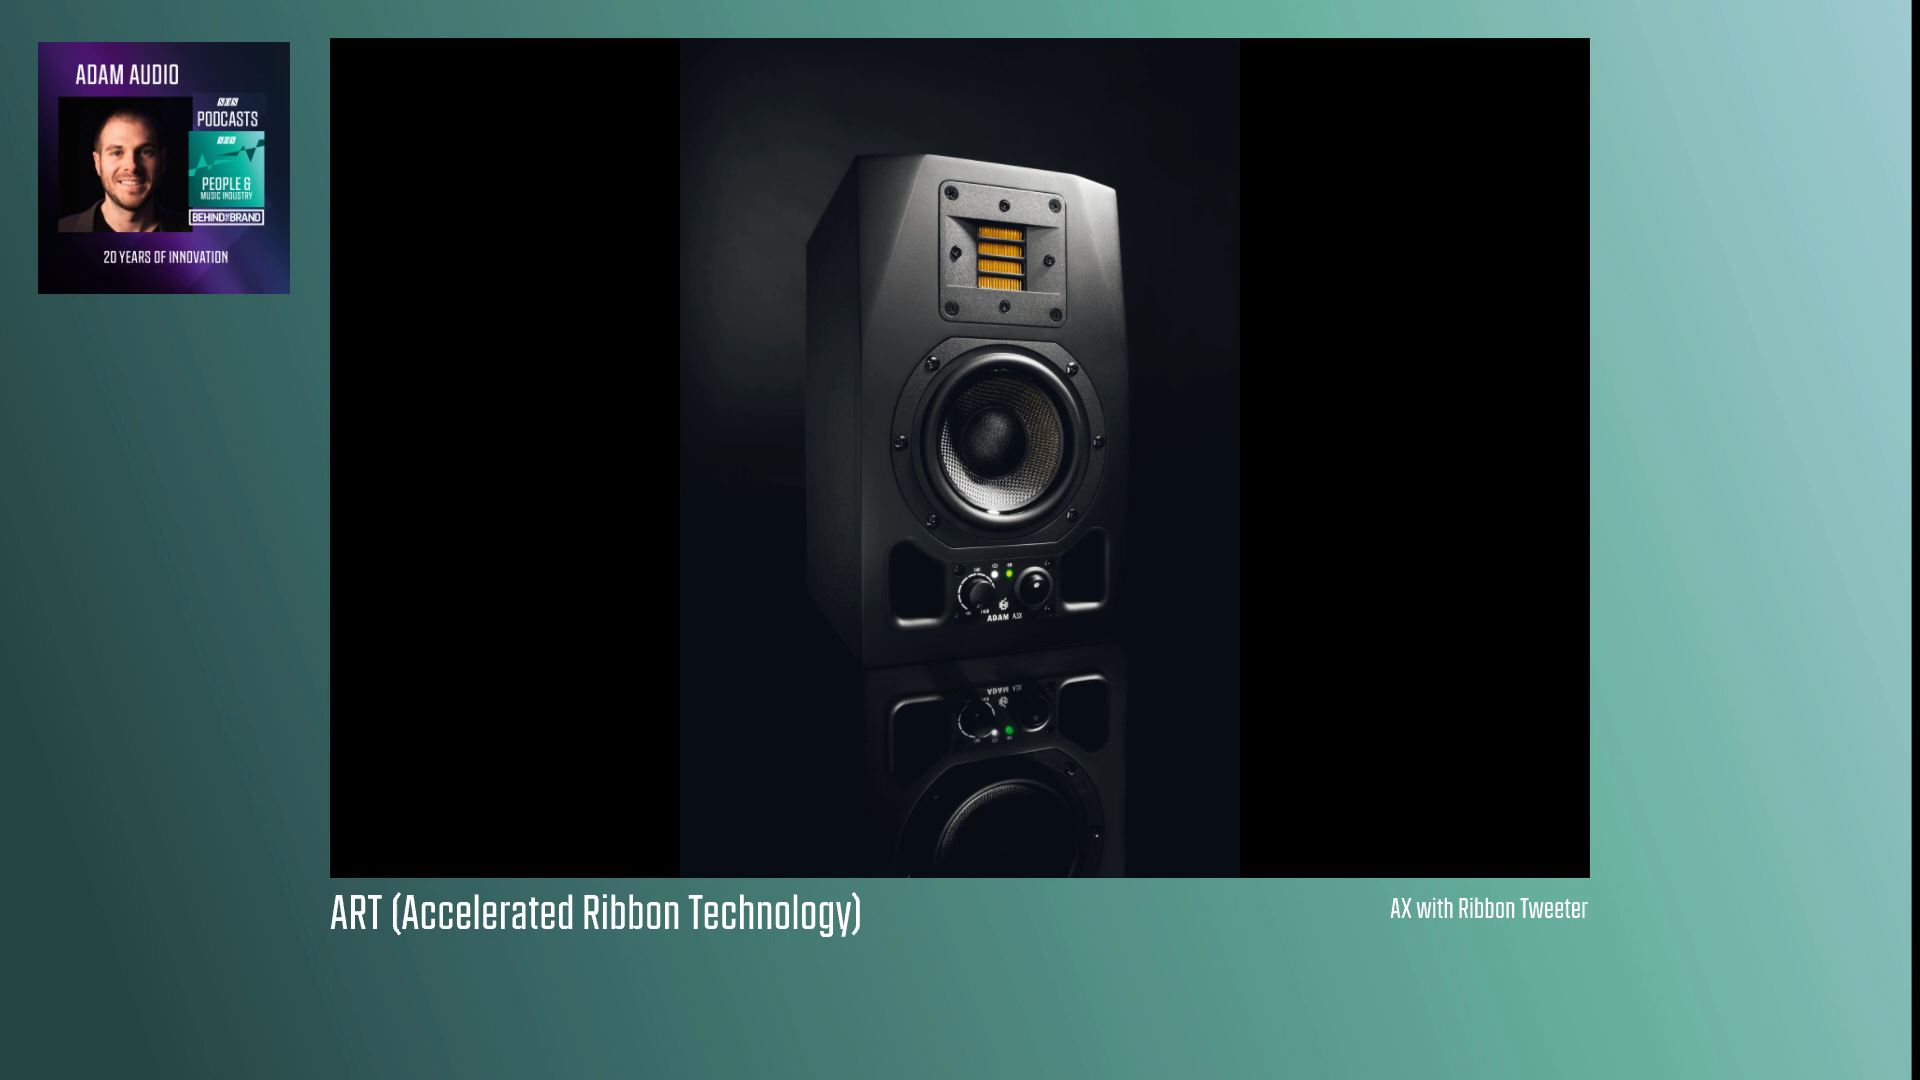 ADAM AUDIO
SOS
PODCASTS
SOS
PEOPLE &
MUSIC INDUSTRY
BEHIND THE BRAND
20 YEARS OF INNOVATION
ADAM A3X
ART (Accelerated Ribbon Technology)
AX with Ribbon Tweeter